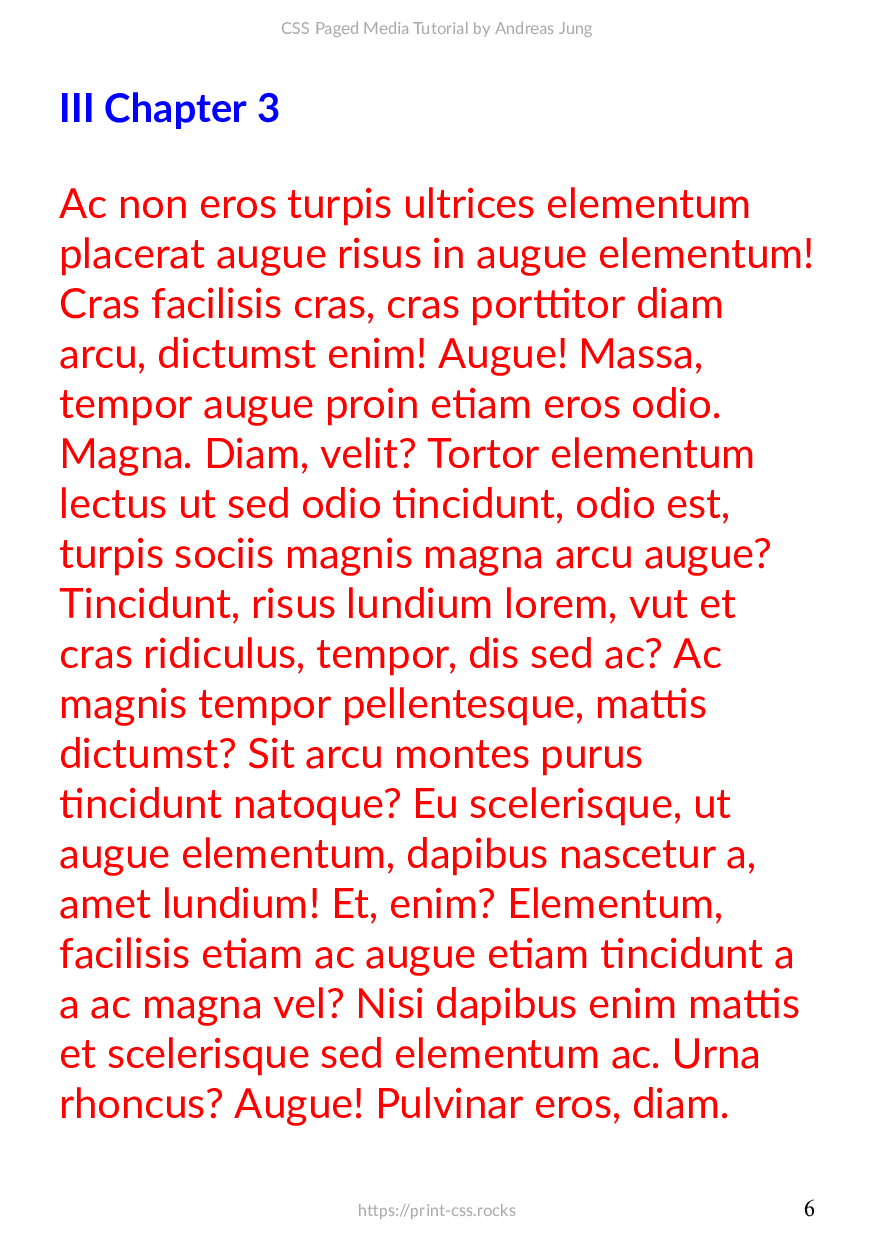 CSS Paged Media Tutorial by Andreas Jung
III Chapter 3
Ac non eros turpis ultrices elementum
placerat augue risus in augue elementum!
Cras facilisis cras, cras porttitor diam
arcu, dictumst enim! Augue! Massa,
tempor augue proin etiam eros odio.
Magna. Diam, velit? Tortor elementum
lectus ut sed odio tincidunt, odio est,
turpis sociis magnis magna arcu augue?
Tincidunt, risus lundium lorem, vut et
cras ridiculus, tempor, dis sed ac? Ac
magnis tempor pellentesque, mattis
dictumst? Sit arcu montes purus
tincidunt natoque? Eu scelerisque, ut
augue elementum, dapibus nascetur a,
amet lundium! Et, enim? Elementum,
facilisis etiam ac augue etiam tincidunt a
a ac magna vel? Nisi dapibus enim mattis
et scelerisque sed elementum ac. Urna
rhoncus? Augue! Pulvinar eros, diam.
https://print-css.rocks
6